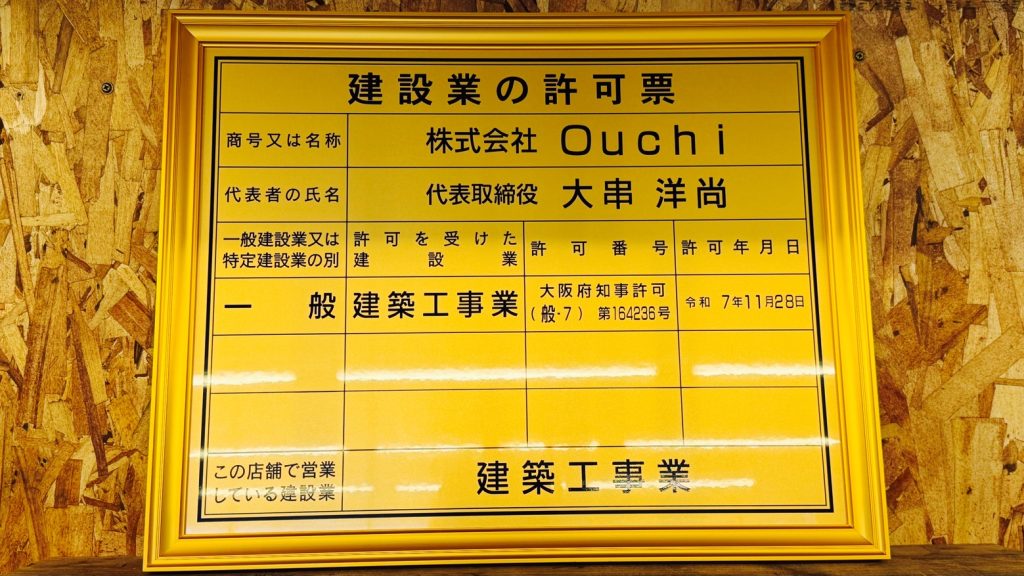 建設業の許可票
商号又は名称 株式会社 Ouchi
代表者の氏名 代表取締役 大串 洋尚
一般建設業又は
特定建設業の別
許可を受けた
建設業
許可番号
許可年月日
一般
建築工事業
大阪府知事許可
(般-7) 第164236号
令和 7年11月28日
この店舗で営業
している建設業
建築工事業